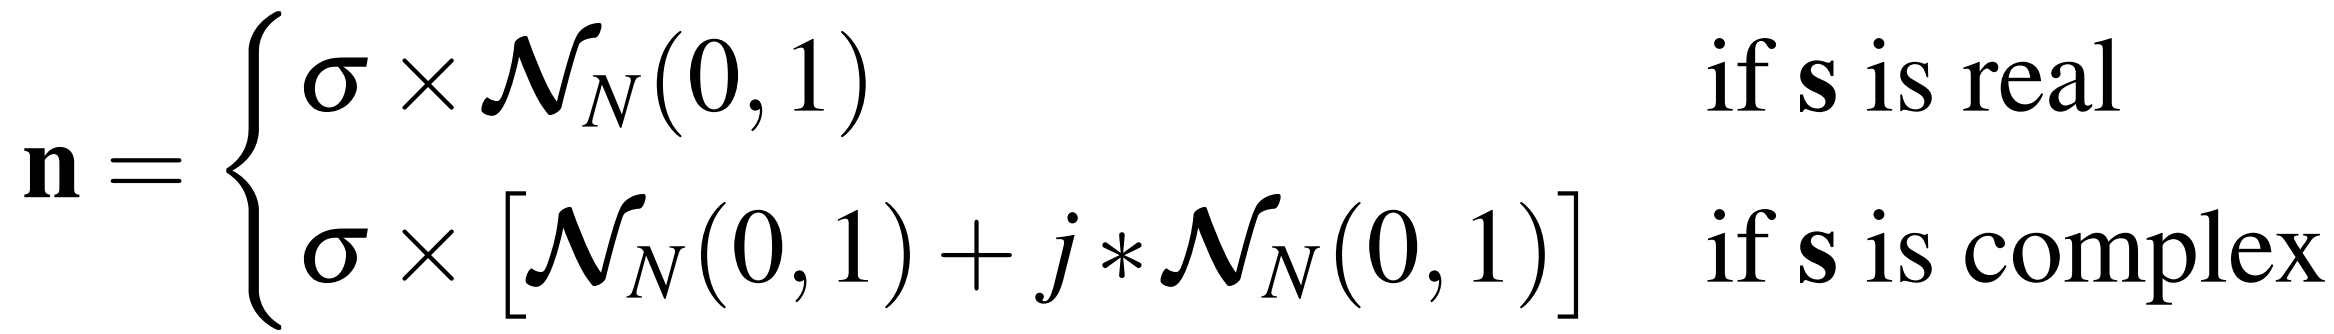 n = { σ × 𝒩_N(0, 1) if s is real
σ × [𝒩_N(0, 1) + j * 𝒩_N(0, 1)] if s is complex